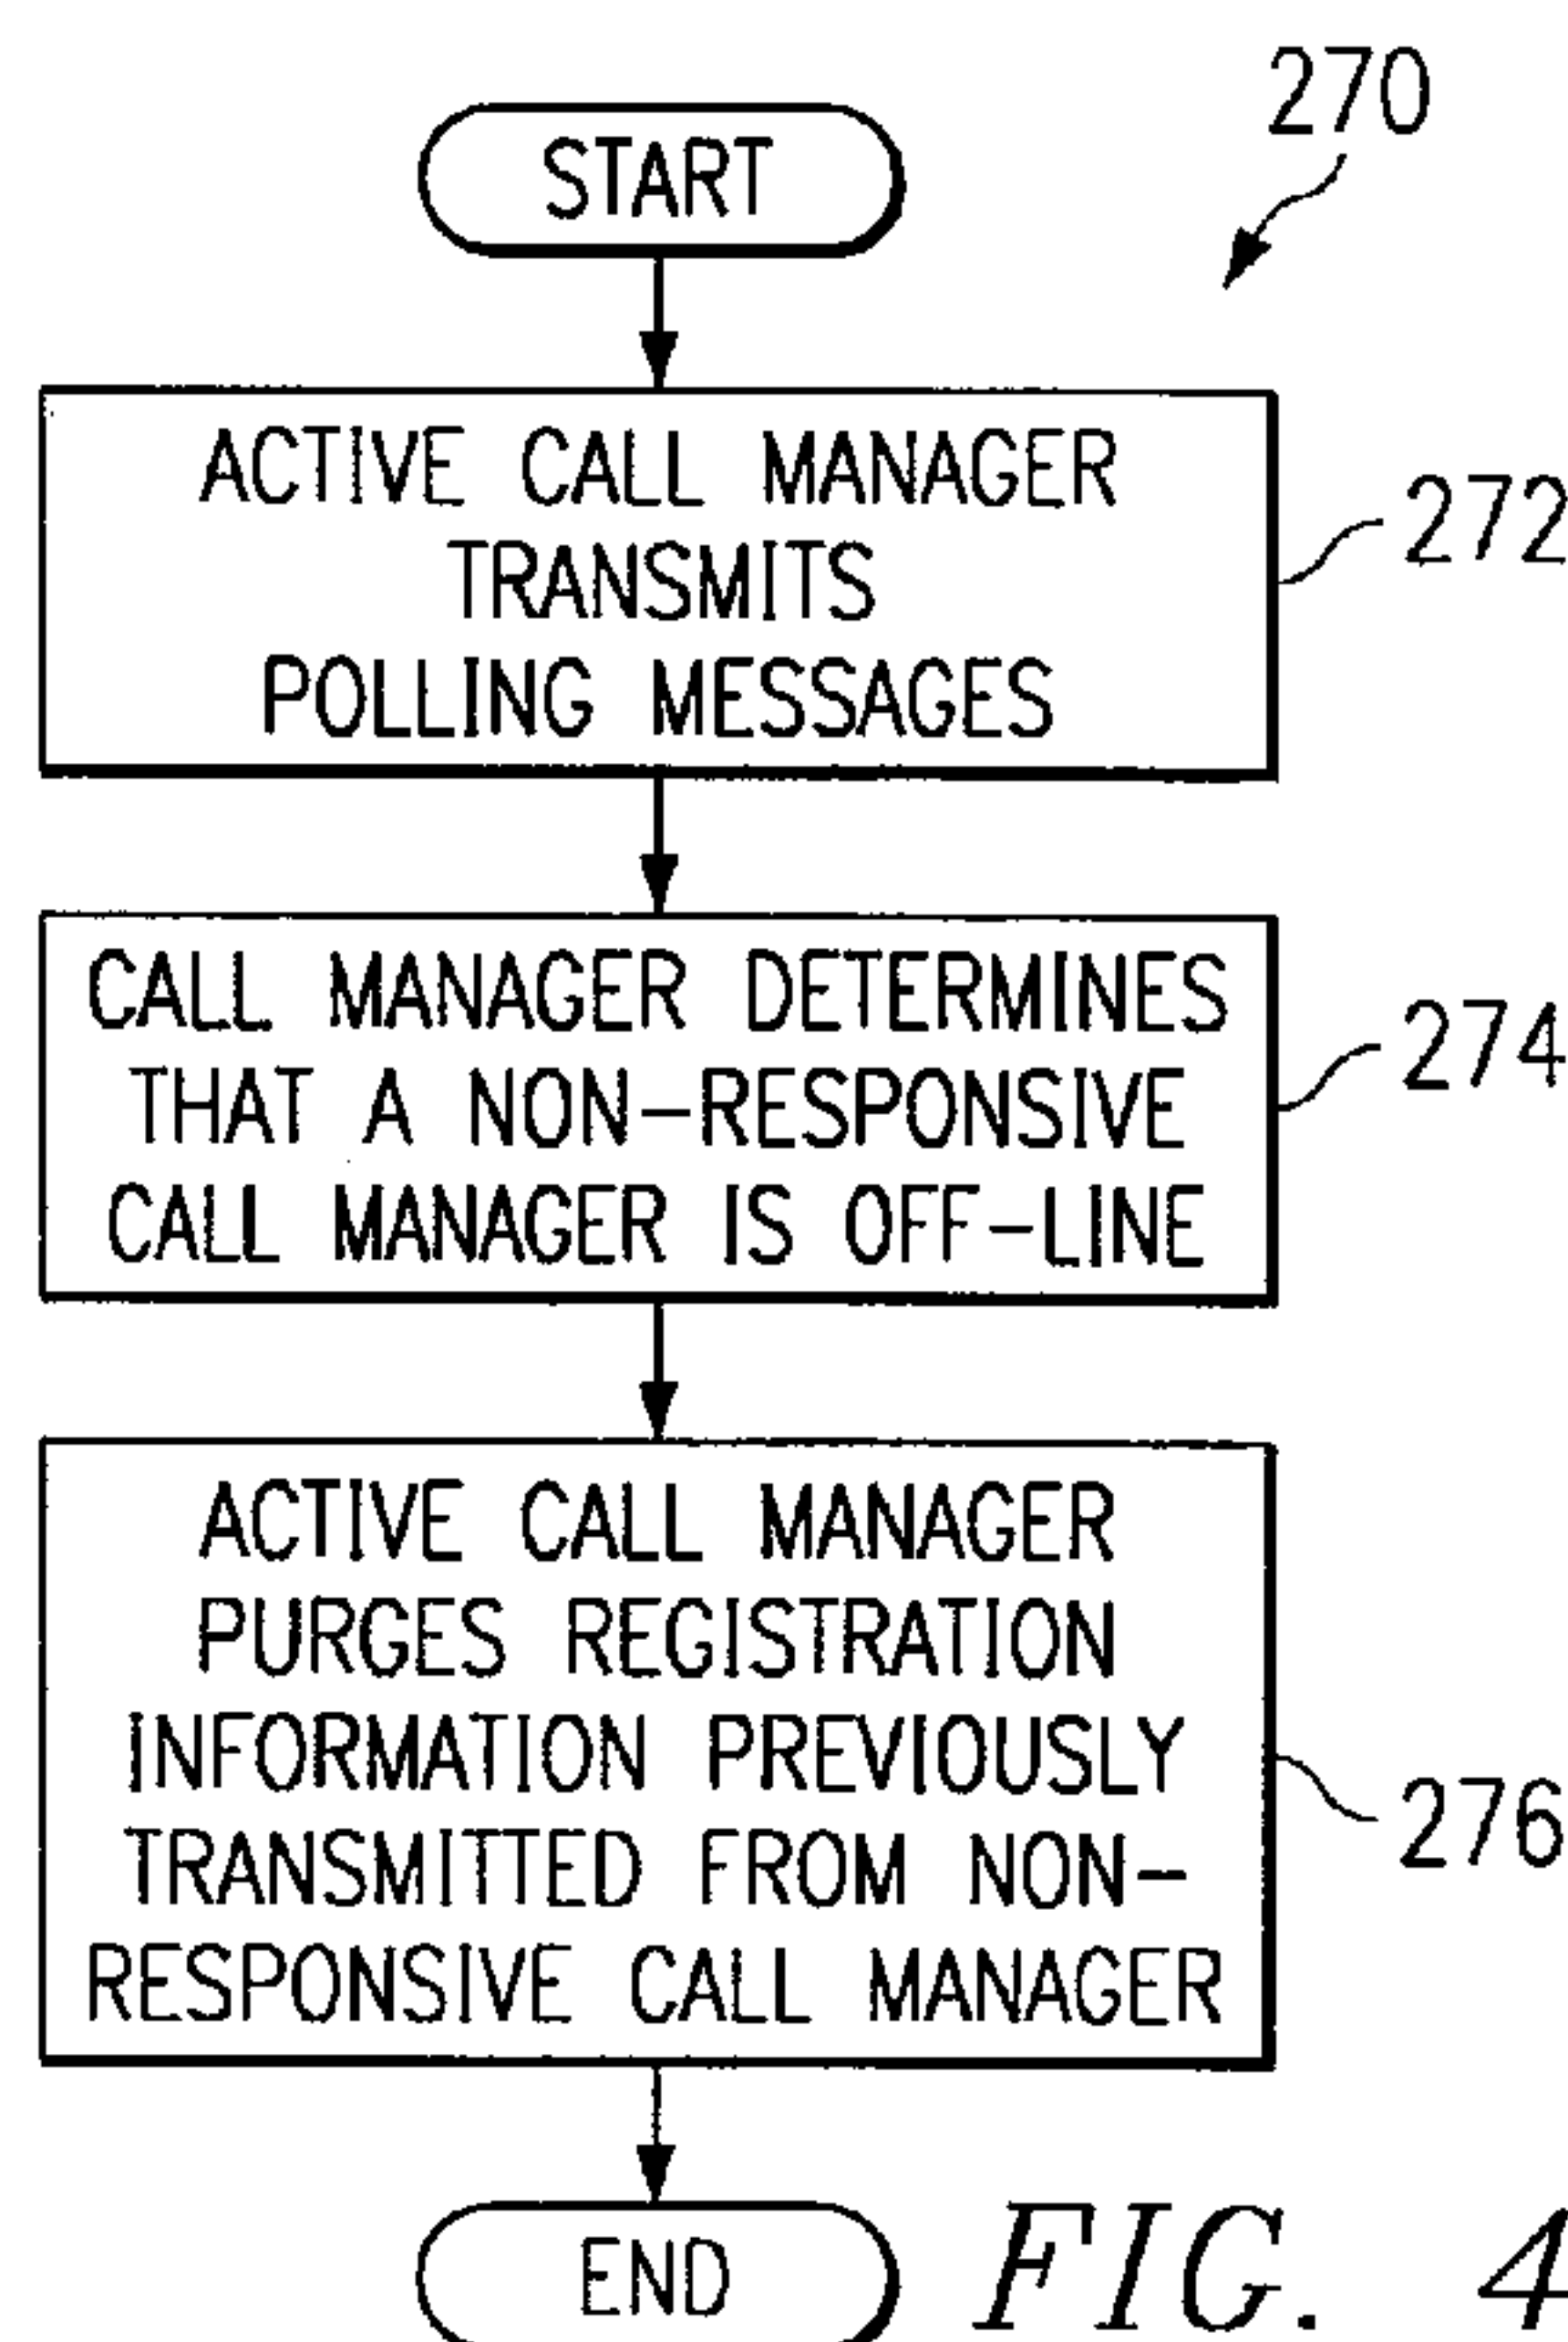 270
START
ACTIVE CALL MANAGER
TRANSMITS
POLLING MESSAGES
272
CALL MANAGER DETERMINES
THAT A NON-RESPONSIVE
CALL MANAGER IS OFF-LINE
274
ACTIVE CALL MANAGER
PURGES REGISTRATION
INFORMATION PREVIOUSLY
TRANSMITTED FROM NON-
RESPONSIVE CALL MANAGER
276
END
FIG. 4